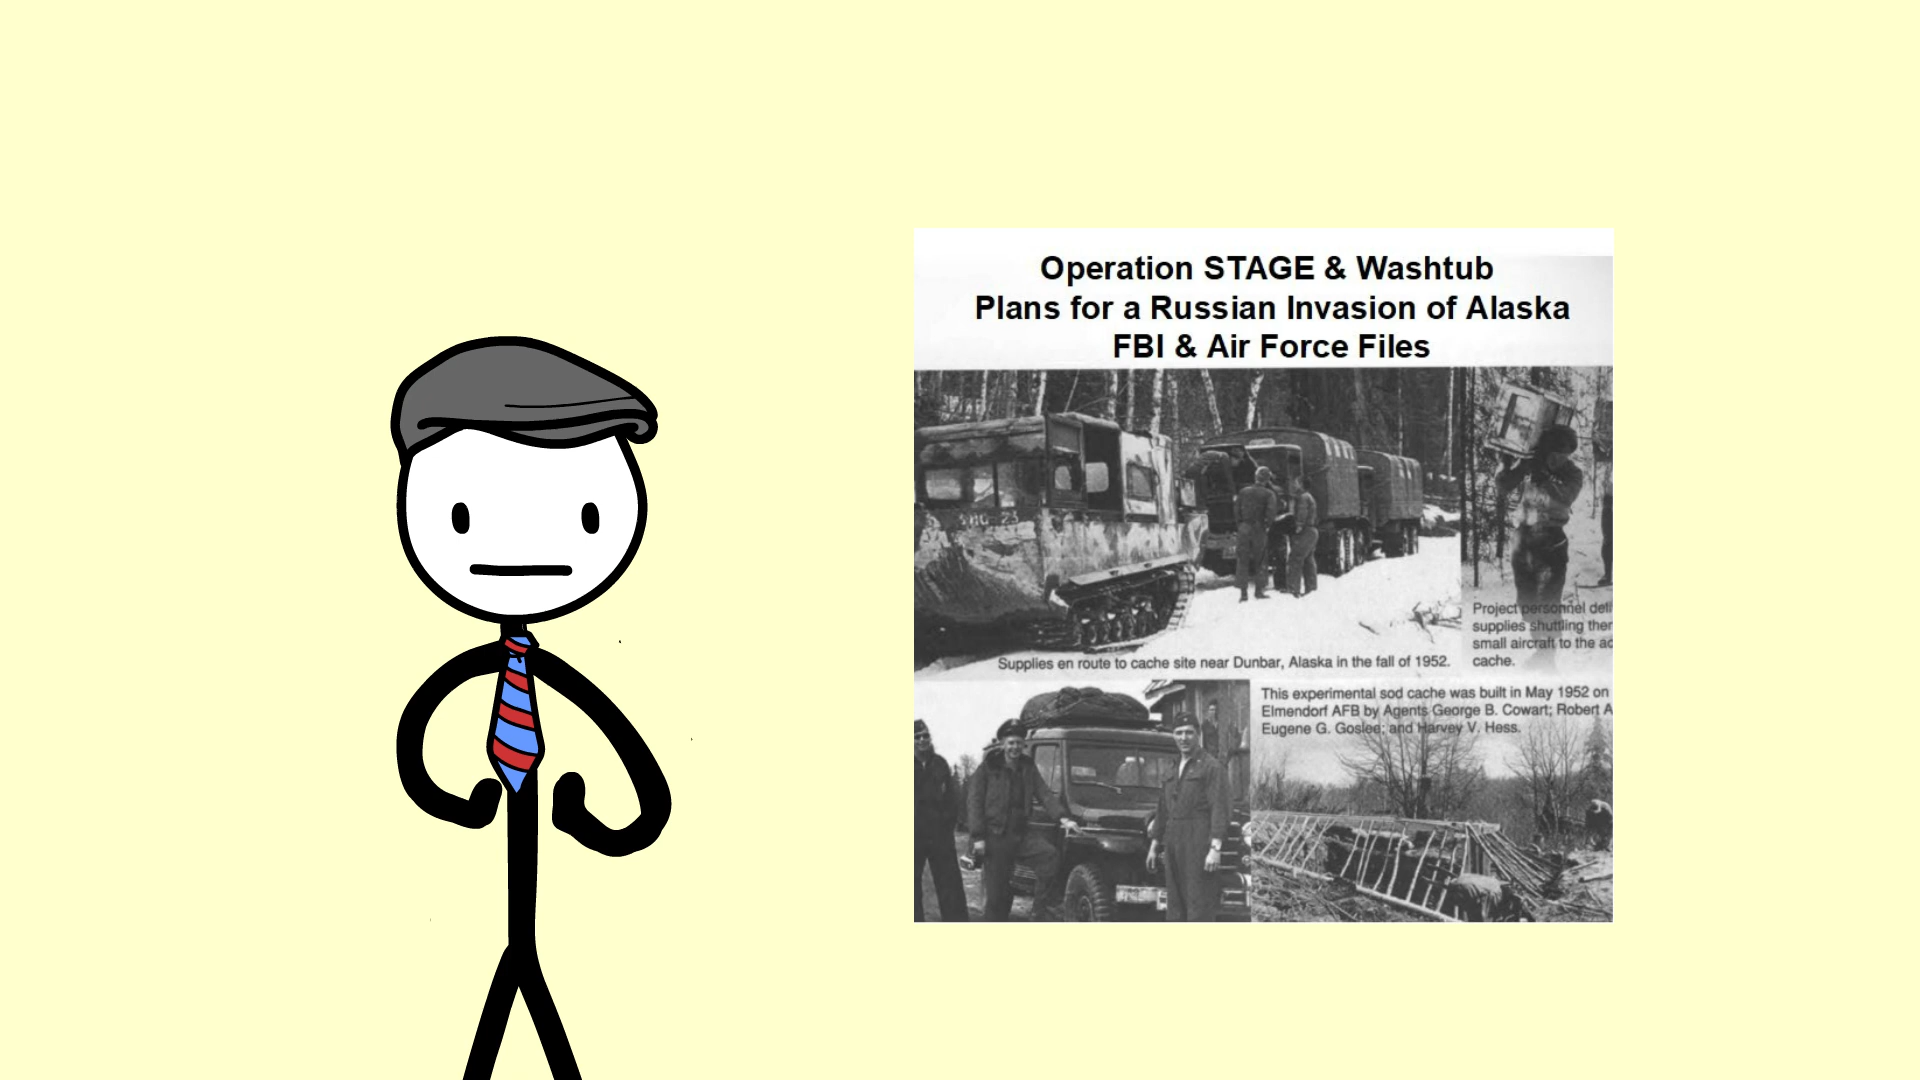 Operation STAGE & Washtub
Plans for a Russian Invasion of Alaska
FBI & Air Force Files
Project personnel deli
supplies shuttling ther
small aircraft to the ac
cache.
Supplies en route to cache site near Dunbar, Alaska in the fall of 1952.
This experimental sod cache was built in May 1952 on
Elmendorf AFB by Agents George B. Cowart; Robert A
Eugene G. Goslee; and Harvey V. Hess.